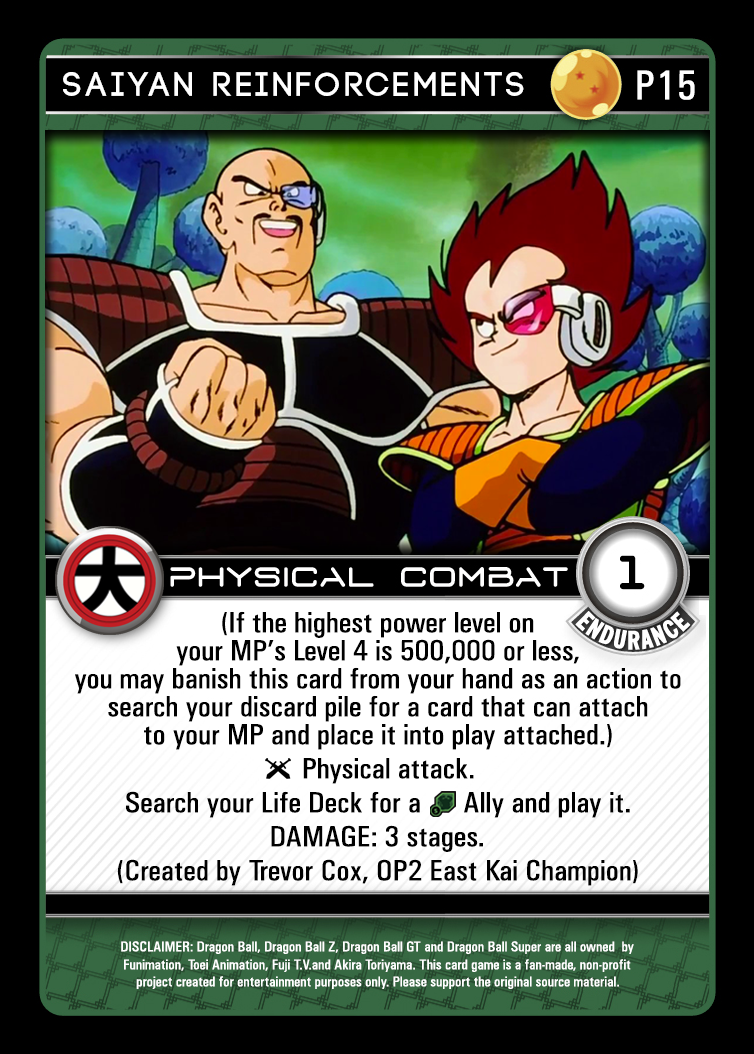 SAIYAN REINFORCEMENTS P15
大
PHYSICAL COMBAT
1
ENDURANCE
(If the highest power level on
your MP's Level 4 is 500,000 or less,
you may banish this card from your hand as an action to
search your discard pile for a card that can attach
to your MP and place it into play attached.)
Physical attack.
Search your Life Deck for a Ally and play it.
DAMAGE: 3 stages.
(Created by Trevor Cox, OP2 East Kai Champion)
DISCLAIMER: Dragon Ball, Dragon Ball Z, Dragon Ball GT and Dragon Ball Super are all owned by
Funimation, Toei Animation, Fuji T.V.and Akira Toriyama. This card game is a fan-made, non-profit
project created for entertainment purposes only. Please support the original source material.